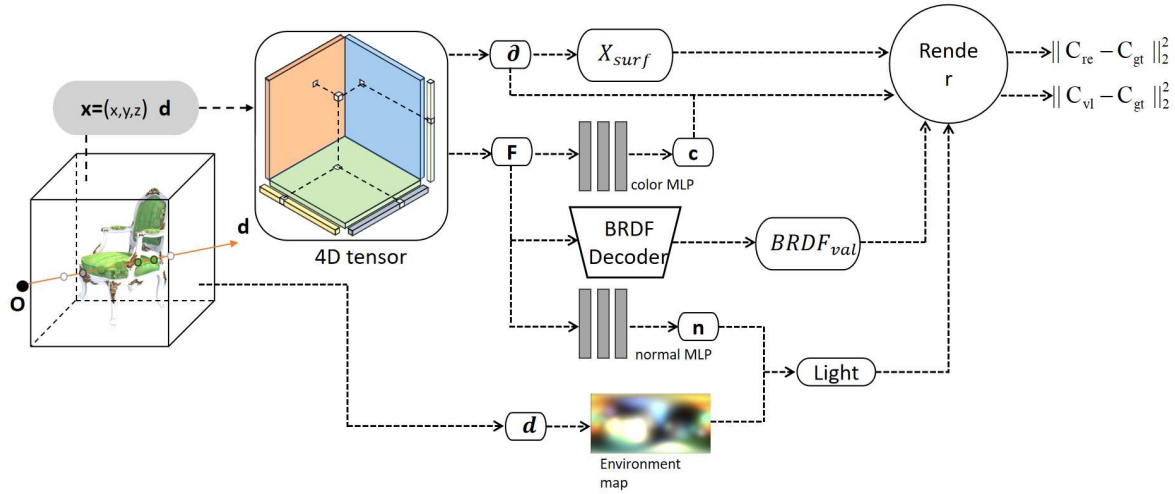 x=(x,y,z) d
O
d
4D tensor
∂
X_surf
F
color MLP
c
BRDF
Decoder
BRDF_val
normal MLP
n
Light
d
Environment
map
Rende
r
|| C_re − C_gt ||_2^2
|| C_vl − C_gt ||_2^2